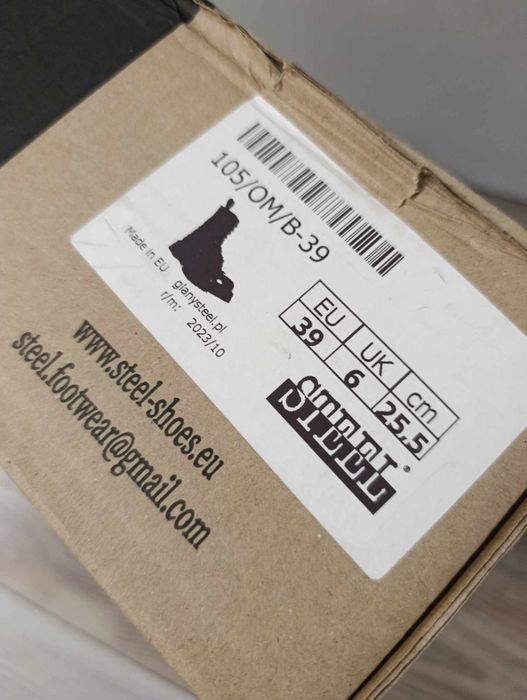 105/OM/B-39
Made in EU glanysteel.pl
r/m: 2023/10
EU UK cm
39 6 25,5
STEEL®
www.steel-shoes.eu
steel.footwear@gmail.com